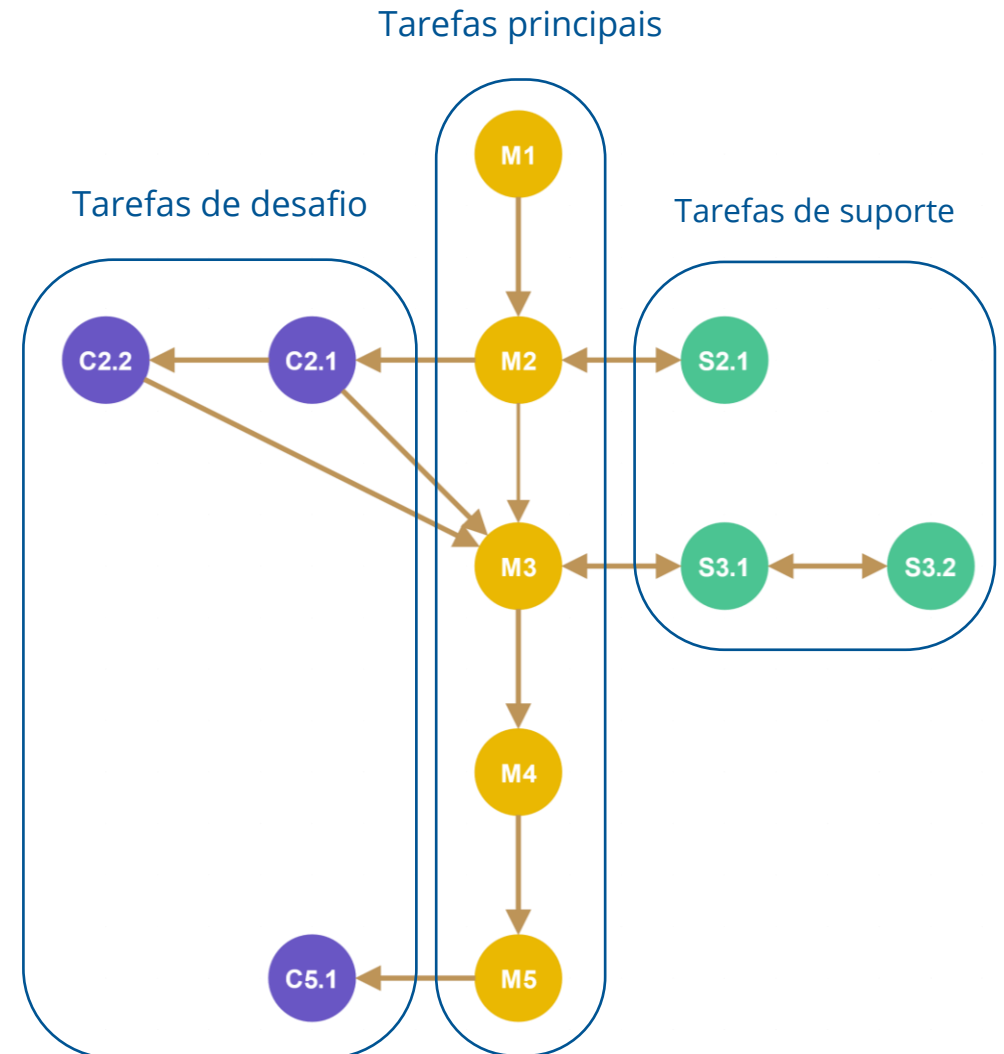 Tarefas principais
M1
Tarefas de desafio
Tarefas de suporte
C2.2
C2.1
M2
S2.1
M3
S3.1
S3.2
M4
C5.1
M5